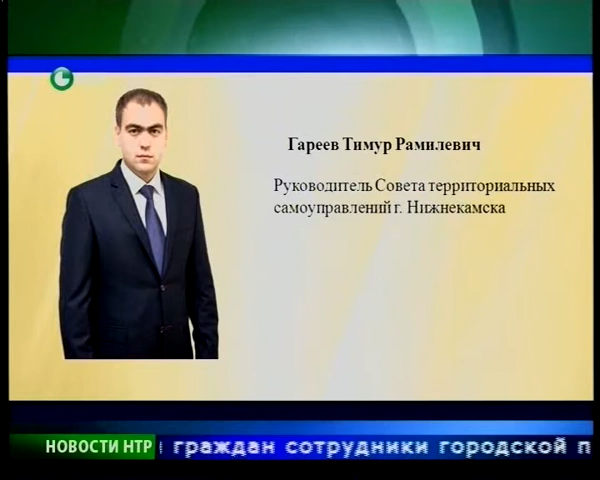 Гареев Тимур Рамилевич
Руководитель Совета территориальных
самоуправлений г. Нижнекамска
НОВОСТИ НТР
граждан сотрудники городской п